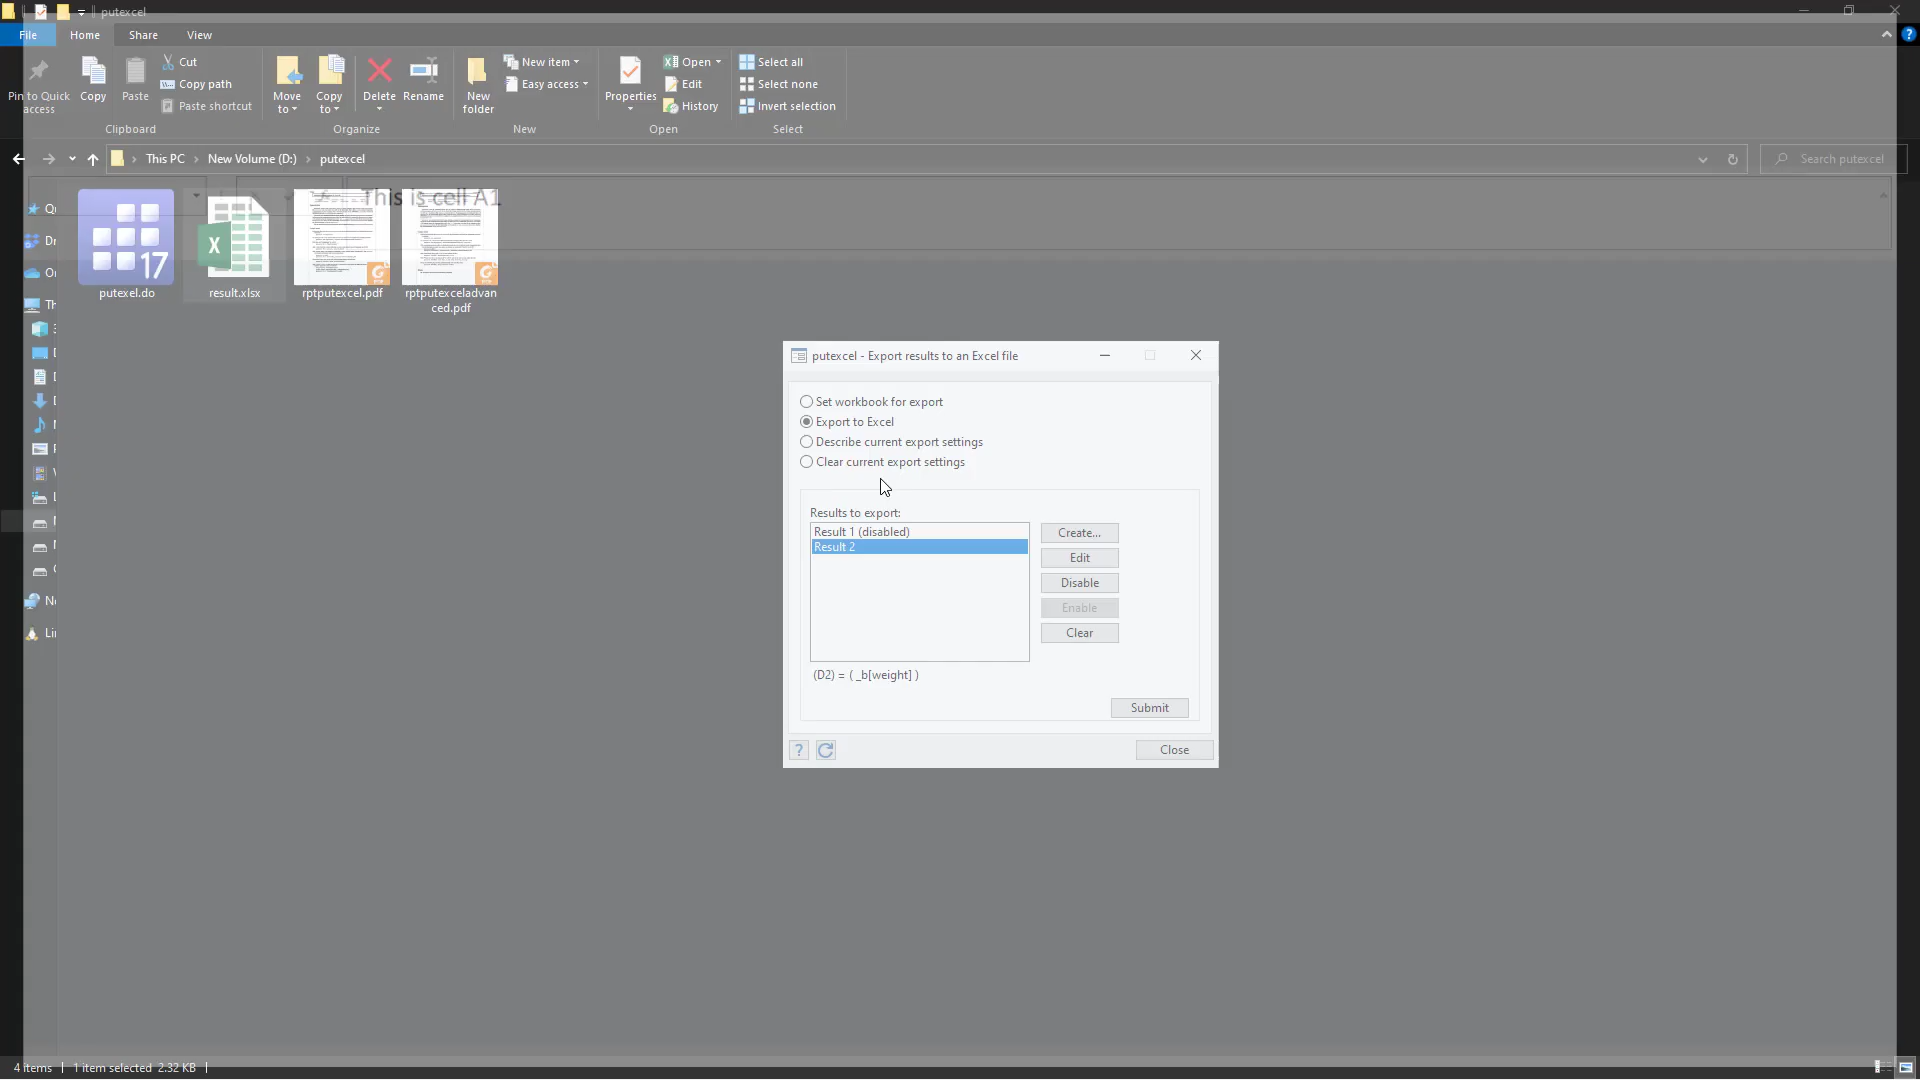 putexcel
File
Home
Share
View
Pin to Quick access
Copy
Paste
Cut
Copy path
Paste shortcut
Move to
Copy to
Delete
Rename
New folder
New item
Easy access
Properties
Open
Edit
History
Select all
Select none
Invert selection
Clipboard
Organize
New
Open
Select
This PC
New Volume (D:)
putexcel
Search putexcel
This is cell A1
17
X
putexel.do
result.xlsx
rptputexcel.pdf
rptputexceladvan
ced.pdf
putexcel - Export results to an Excel file
Set workbook for export
Export to Excel
Describe current export settings
Clear current export settings
Results to export:
Result 1 (disabled)
Result 2
Create...
Edit
Disable
Enable
Clear
(D2) = ( _b[weight] )
Submit
?
Close
4 items
1 item selected 2.32 KB